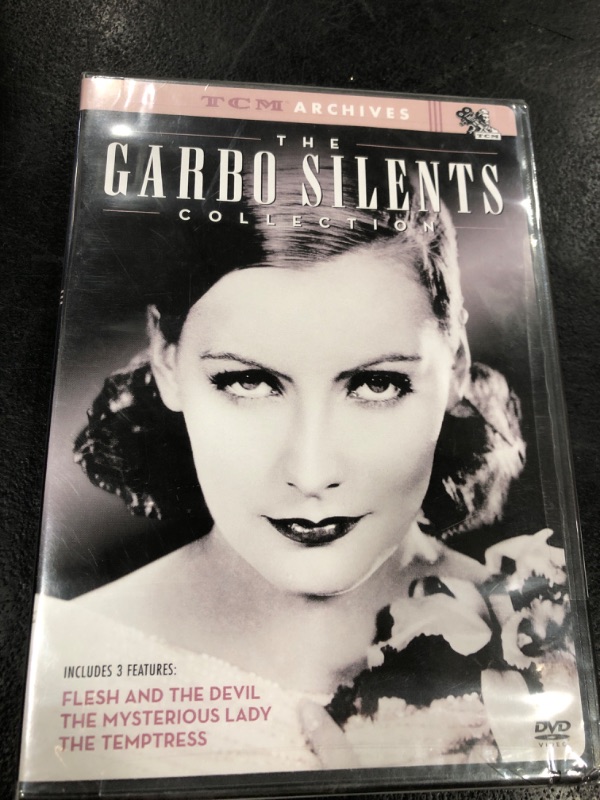 TCM ARCHIVES
TCM
THE
GARBO SILENTS
COLLECTION
INCLUDES 3 FEATURES:
FLESH AND THE DEVIL
THE MYSTERIOUS LADY
THE TEMPTRESS
DVD
VIDEO